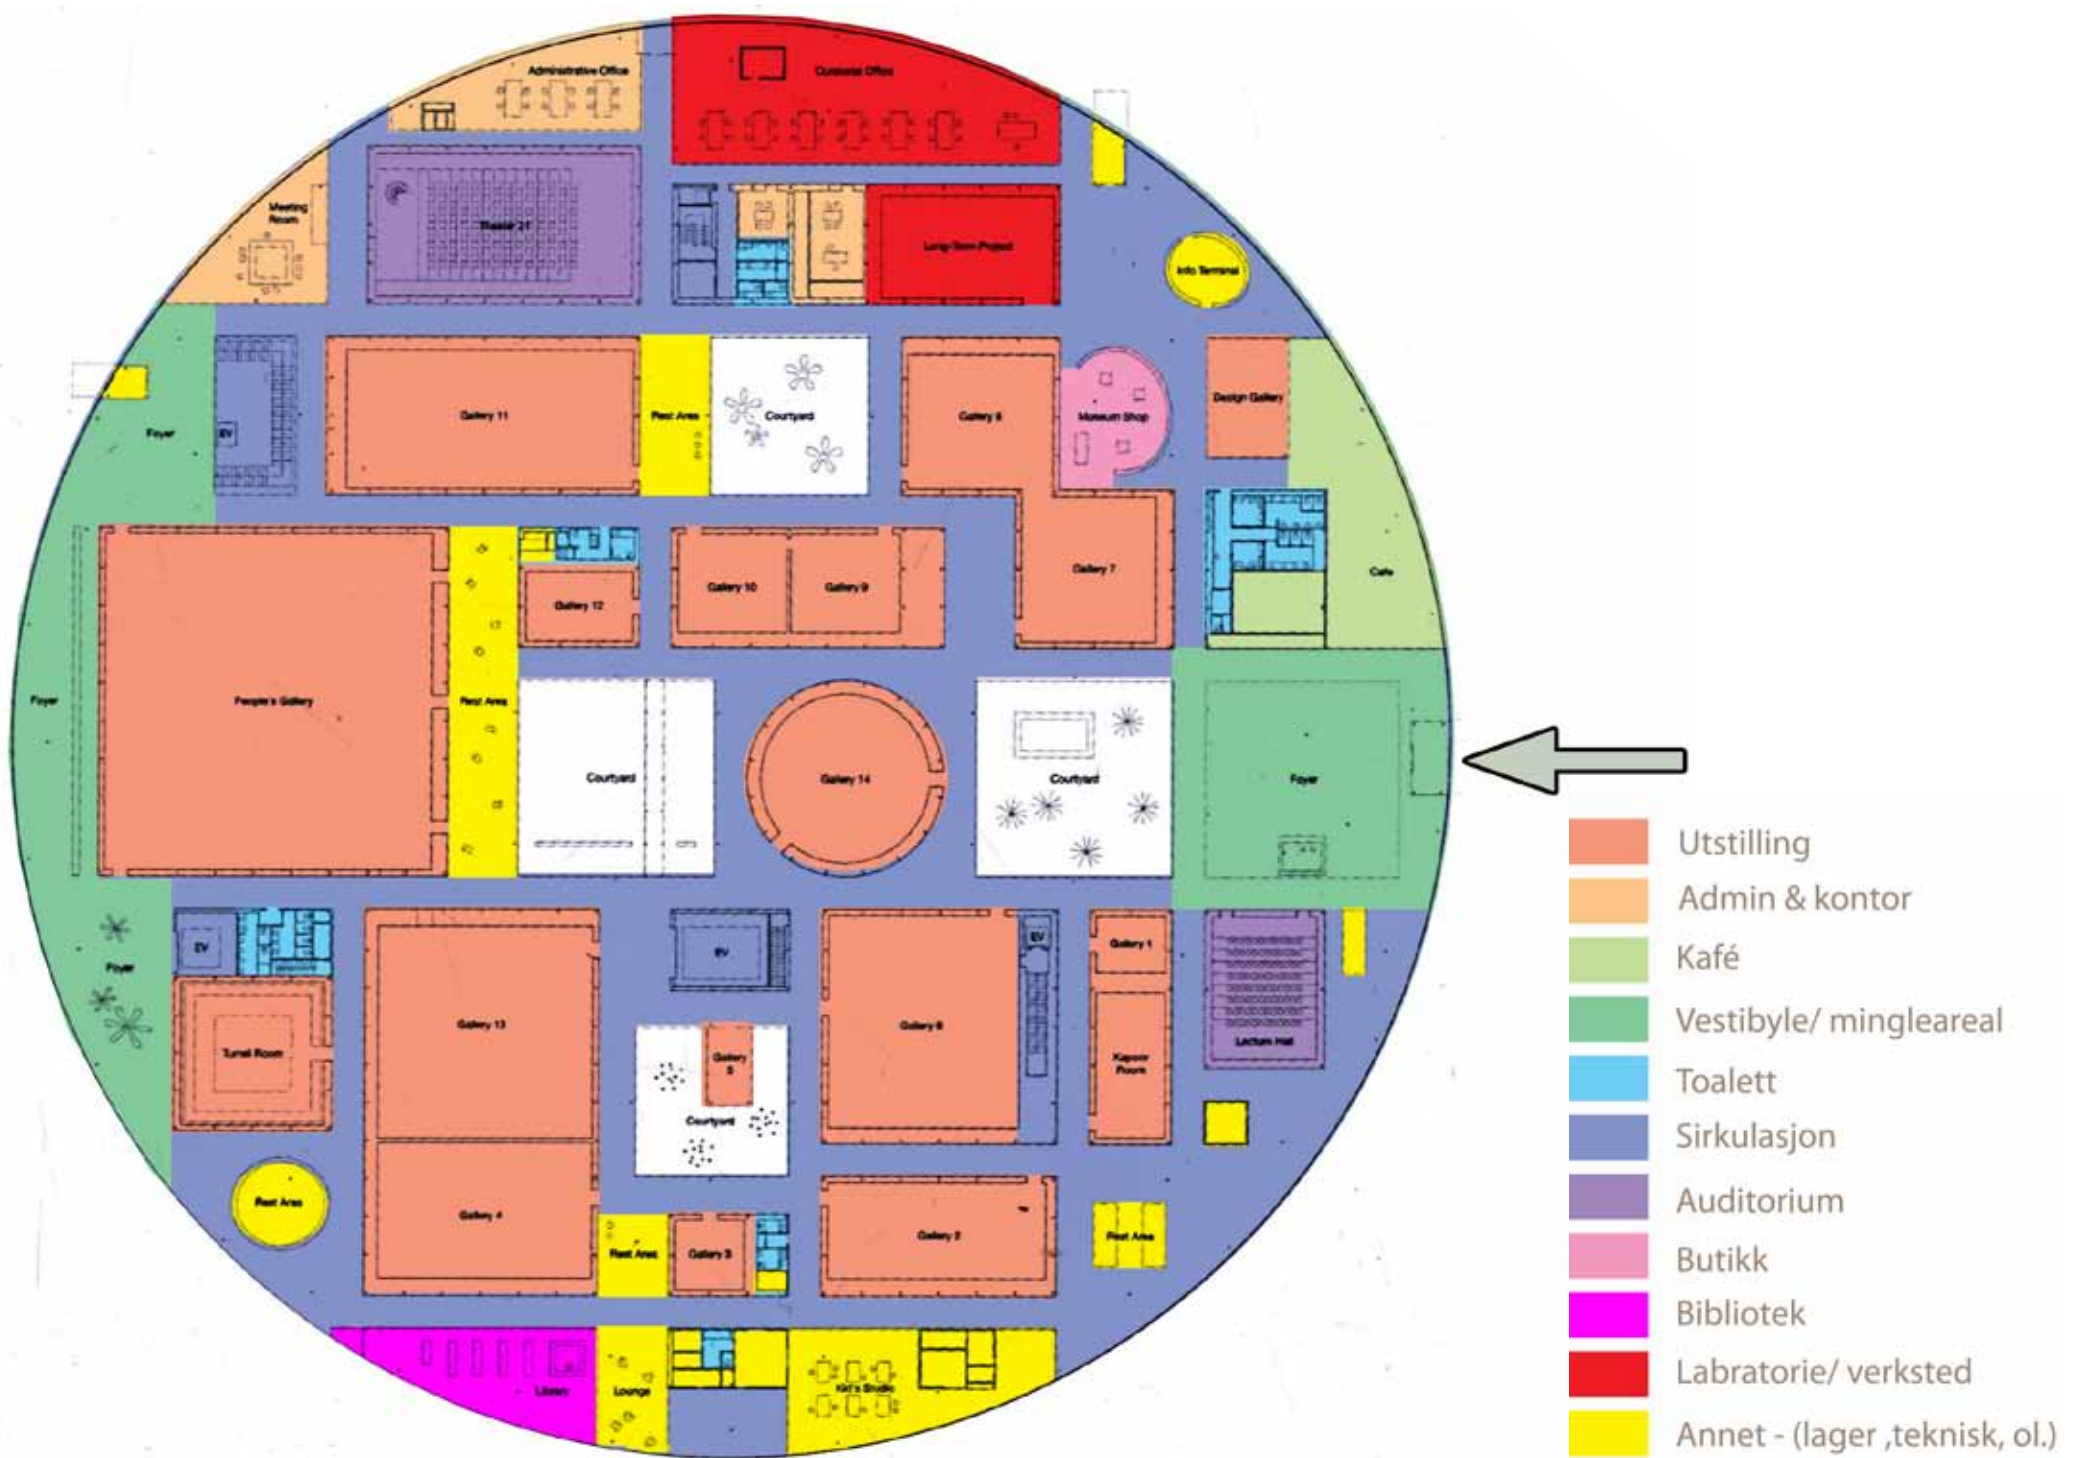 Administrative Office
Curatorial Office
Meeting
Room
Theater 21
Long-Term-Project
Info Terminal
Gallery 11
Rest Area
Courtyard
Gallery 8
Museum Shop
Design Gallery
Foyer
EV
Gallery 12
Gallery 10
Gallery 9
Gallery 7
Cafe
Foyer
People's Gallery
Rest Area
Courtyard
Gallery 14
Courtyard
Foyer
Foyer
EV
Gallery 13
EV
EV
Gallery 1
Turrell Room
Gallery
5
Courtyard
Gallery 6
Kapoor
Room
Lecture Hall
Rest Area
Gallery 4
Rest Area
Gallery 3
Gallery 2
Rest Area
Library
Lounge
Kid's Studio
Utstilling
Admin & kontor
Kafé
Vestibyle/ mingleareal
Toalett
Sirkulasjon
Auditorium
Butikk
Bibliotek
Labratorie/ verksted
Annet - (lager ,teknisk, ol.)